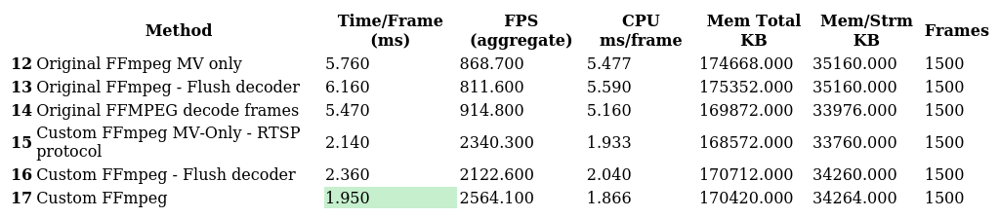 Method Time/Frame (ms) FPS (aggregate) CPU ms/frame Mem Total KB Mem/Strm KB Frames
12 Original FFmpeg MV only 5.760 868.700 5.477 174668.000 35160.000 1500
13 Original FFmpeg - Flush decoder 6.160 811.600 5.590 175352.000 35160.000 1500
14 Original FFMPEG decode frames 5.470 914.800 5.160 169872.000 33976.000 1500
15 Custom FFmpeg MV-Only - RTSP protocol 2.140 2340.300 1.933 168572.000 33760.000 1500
16 Custom FFmpeg - Flush decoder 2.360 2122.600 2.040 170712.000 34260.000 1500
17 Custom FFmpeg 1.950 2564.100 1.866 170420.000 34264.000 1500